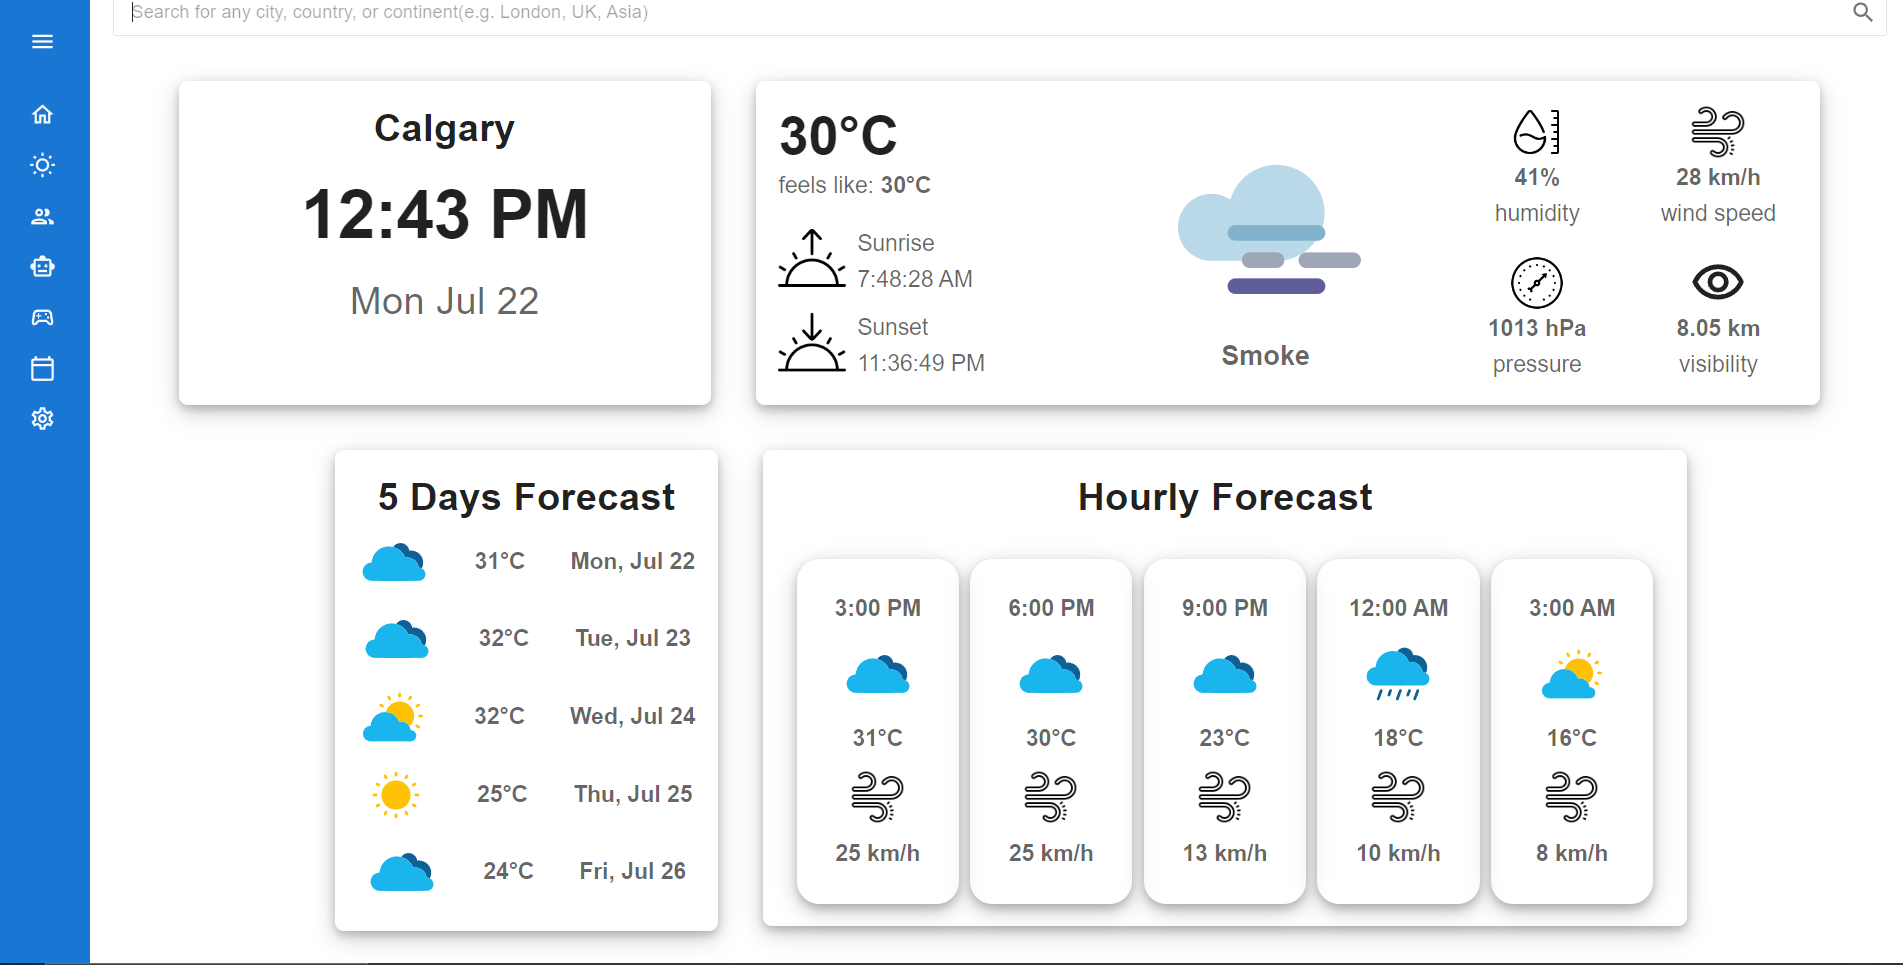 Search for any city, country, or continent(e.g. London, UK, Asia)
Calgary
12:43 PM
Mon Jul 22
30°C
feels like: 30°C
Sunrise
7:48:28 AM
Sunset
11:36:49 PM
Smoke
41%
humidity
28 km/h
wind speed
1013 hPa
pressure
8.05 km
visibility
5 Days Forecast
31°C Mon, Jul 22
32°C Tue, Jul 23
32°C Wed, Jul 24
25°C Thu, Jul 25
24°C Fri, Jul 26
Hourly Forecast
3:00 PM
31°C
25 km/h
6:00 PM
30°C
25 km/h
9:00 PM
23°C
13 km/h
12:00 AM
18°C
10 km/h
3:00 AM
16°C
8 km/h